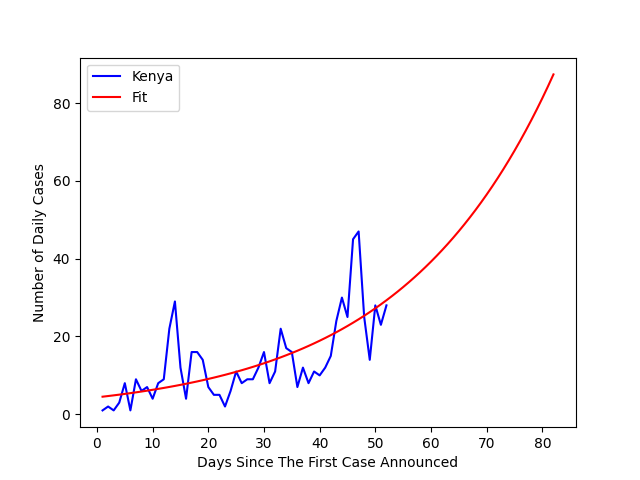 Kenya
Fit
80
60
40
20
0
Number of Daily Cases
0 10 20 30 40 50 60 70 80
Days Since The First Case Announced